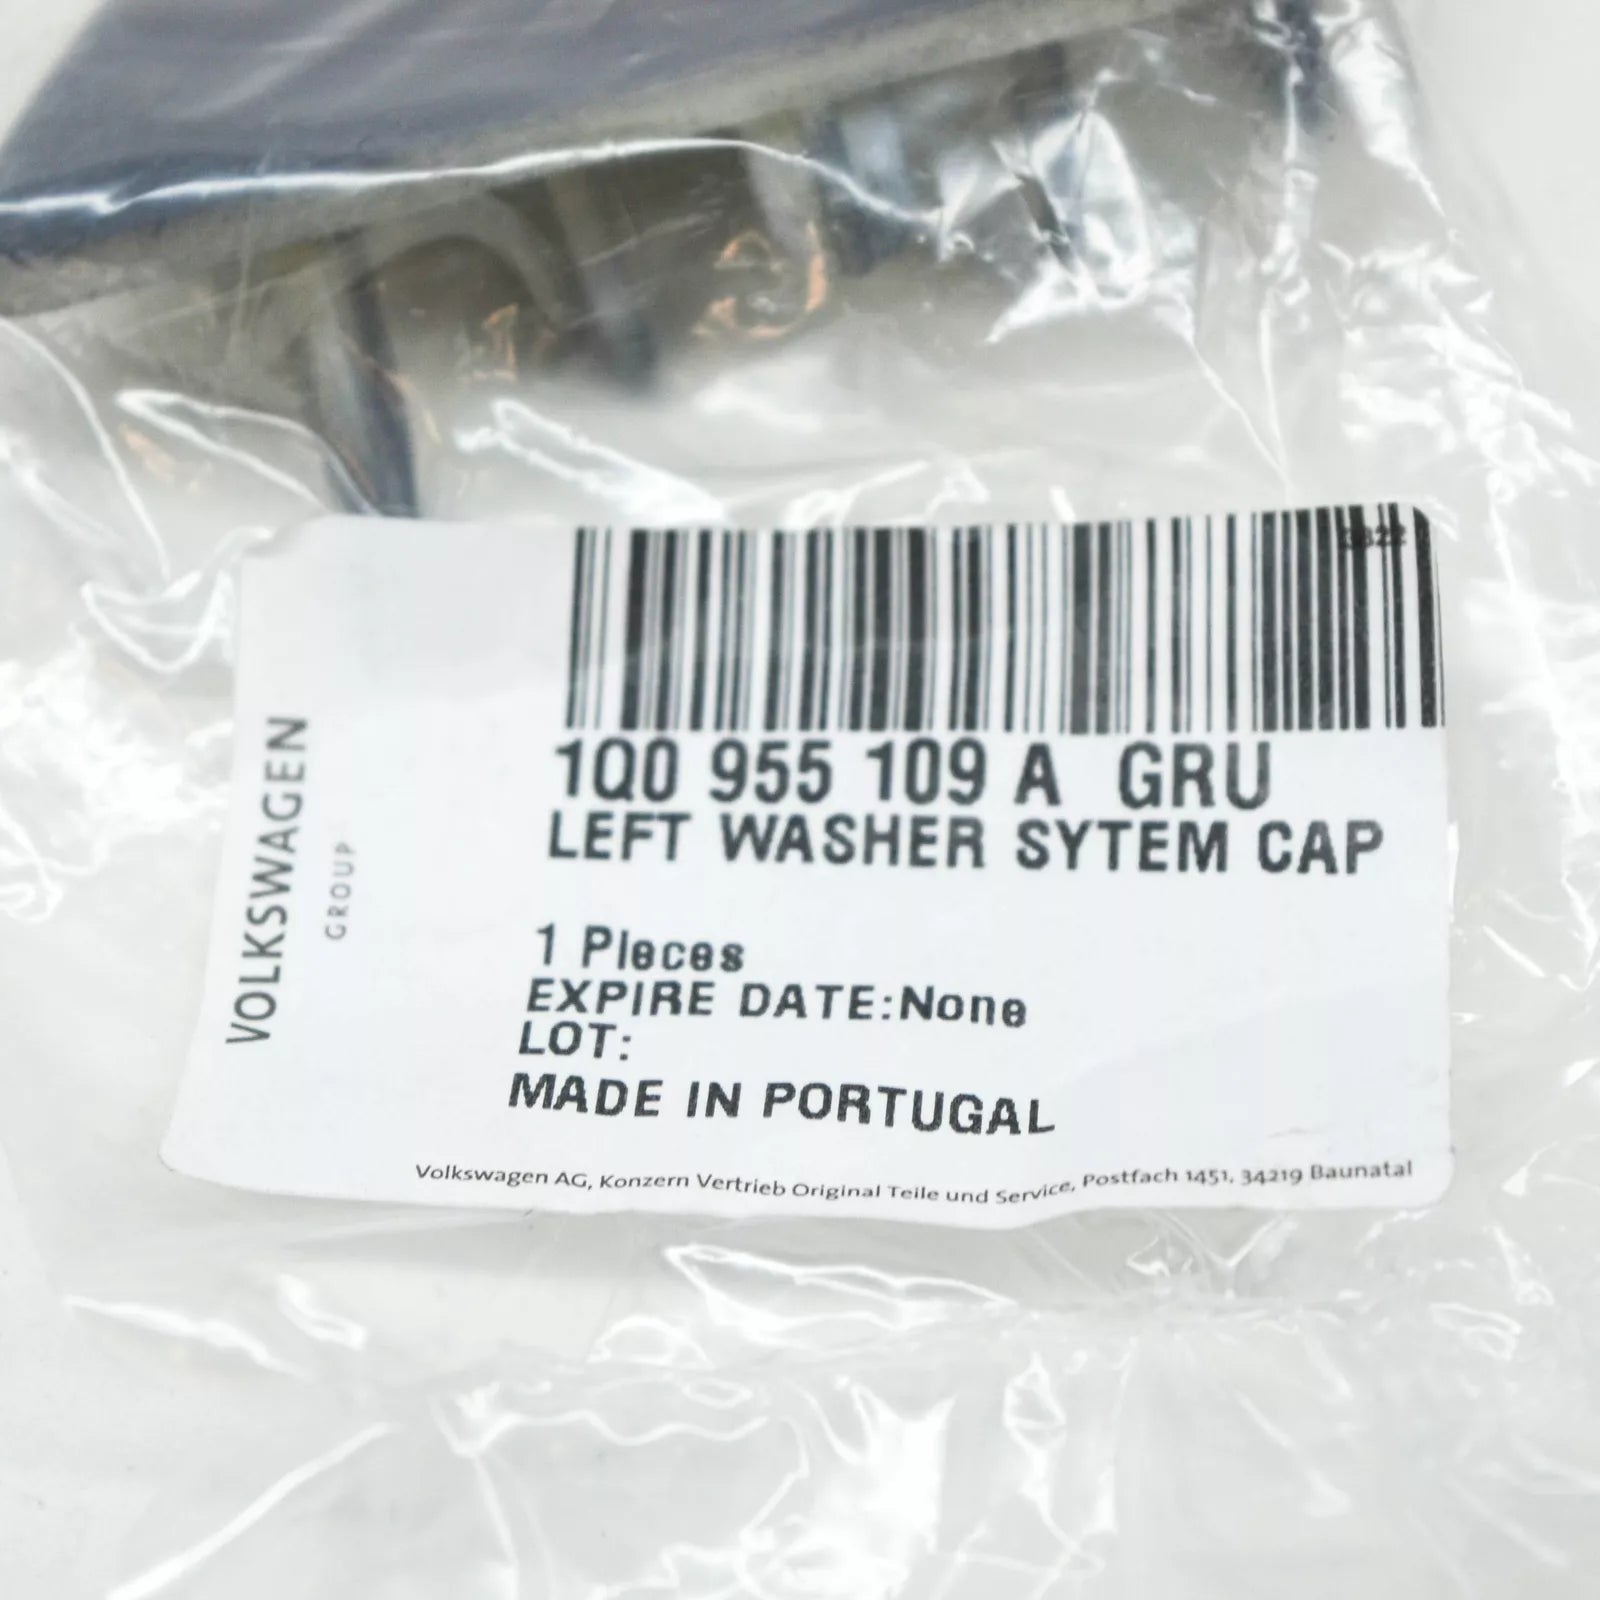 3822
1Q0 955 109 A GRU
LEFT WASHER SYTEM CAP
1 Pieces
EXPIRE DATE:None
LOT:
MADE IN PORTUGAL
VOLKSWAGEN
GROUP
Volkswagen AG, Konzern Vertrieb Original Teile und Service, Postfach 1451, 34219 Baunatal